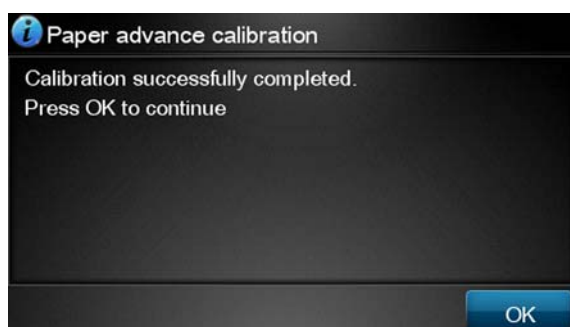 Paper advance calibration
Calibration successfully completed.
Press OK to continue
OK